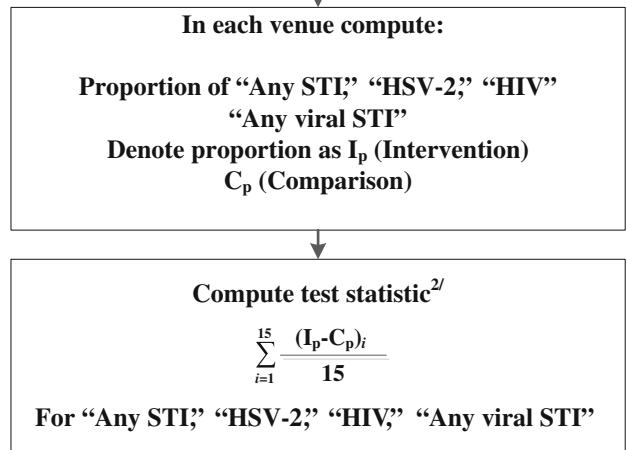 In each venue compute:
Proportion of “Any STI,” “HSV-2,” “HIV”
“Any viral STI”
Denote proportion as Iₚ (Intervention)
Cₚ (Comparison)
Compute test statistic²/
15
∑ (Iₚ-Cₚ)ᵢ
i=1 15
For “Any STI,” “HSV-2,” “HIV,” “Any viral STI”